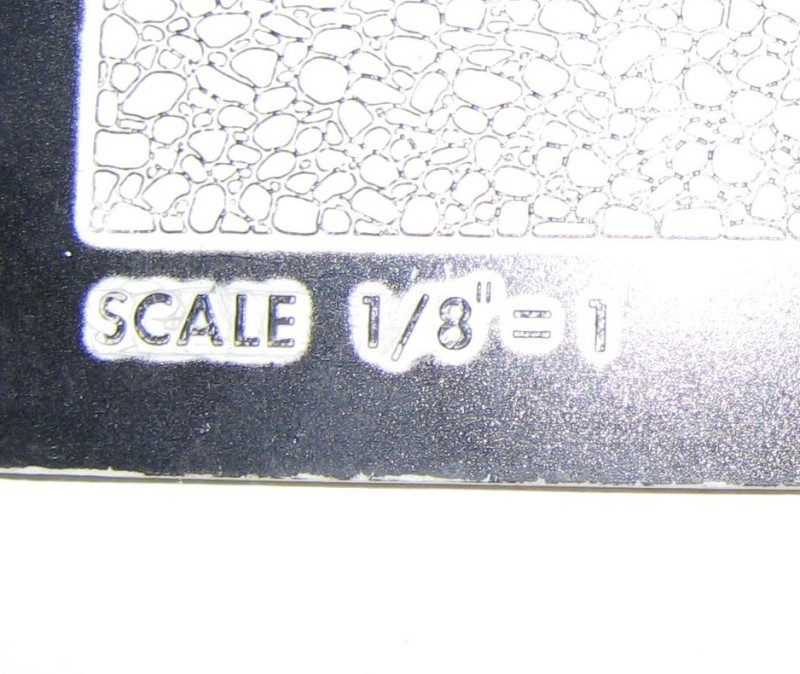 SCALE 1/8" = 1